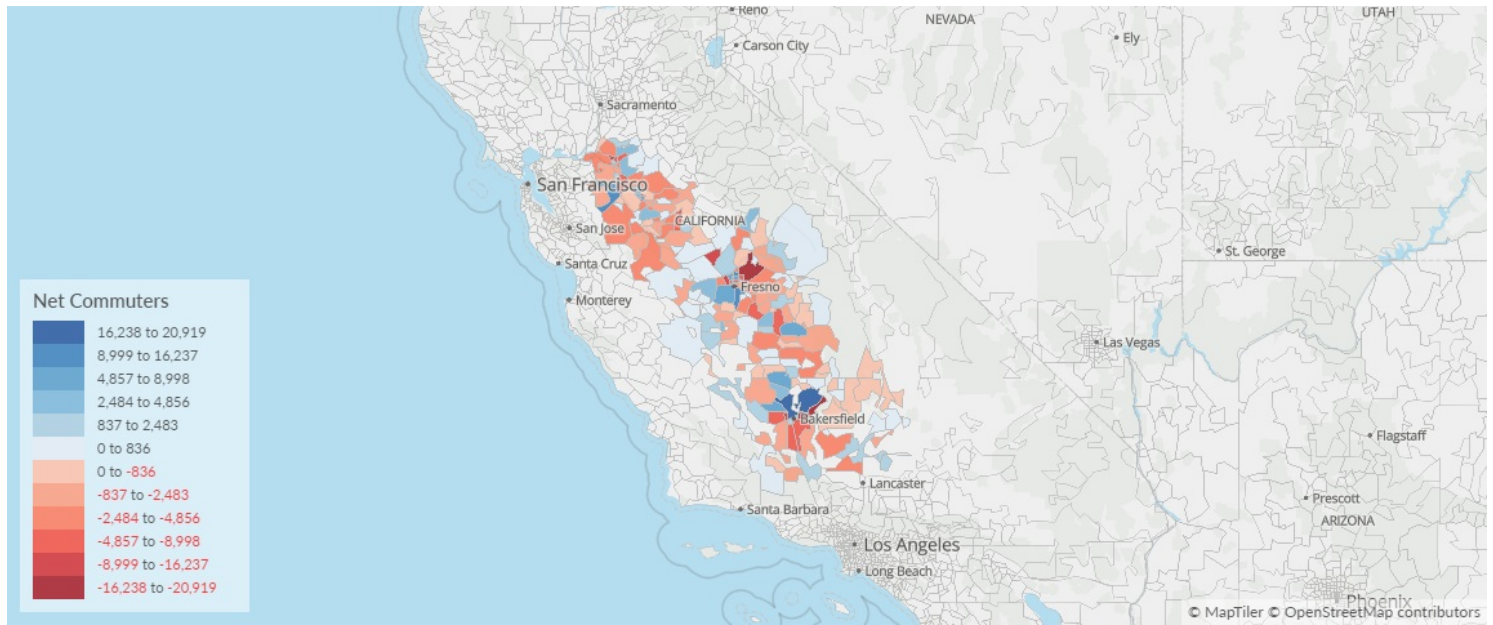 Reno
NEVADA
UTAH
Carson City
Ely
Sacramento
San Francisco
CALIFORNIA
San Jose
St. George
Santa Cruz
Fresno
Monterey
Las Vegas
Bakersfield
Flagstaff
Lancaster
Prescott
Santa Barbara
ARIZONA
Los Angeles
Long Beach
Phoenix
Net Commuters
16,238 to 20,919
8,999 to 16,237
4,857 to 8,998
2,484 to 4,856
837 to 2,483
0 to 836
0 to -836
-837 to -2,483
-2,484 to -4,856
-4,857 to -8,998
-8,999 to -16,237
-16,238 to -20,919
© MapTiler © OpenStreetMap contributors